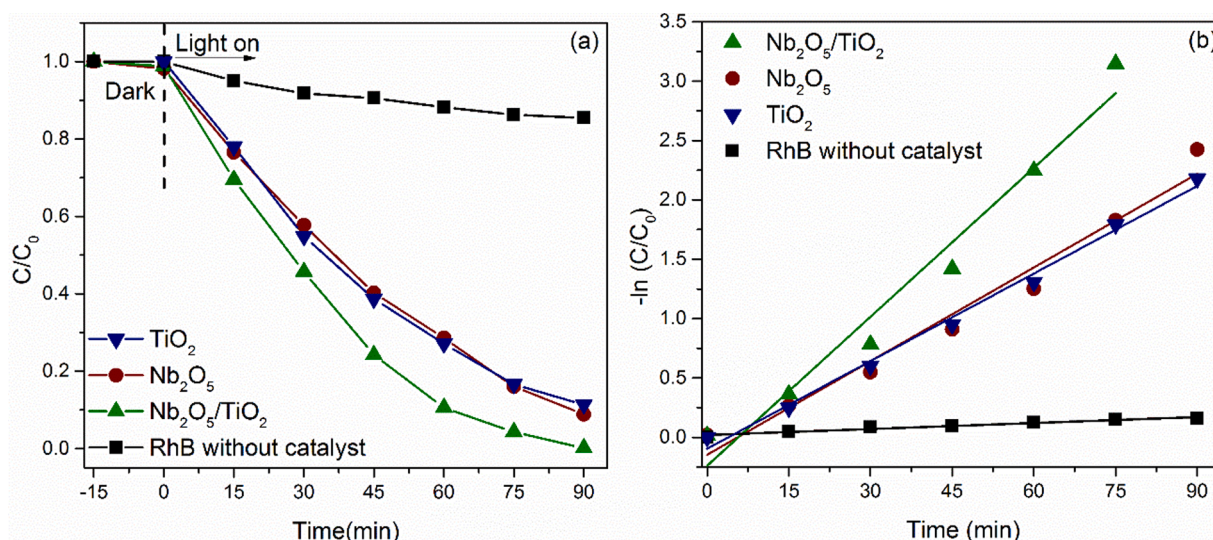 (a)
Light on
Dark
C/C₀
1.0
0.8
0.6
0.4
0.2
0.0
TiO₂
Nb₂O₅
Nb₂O₅/TiO₂
RhB without catalyst
-15 0 15 30 45 60 75 90
Time(min)
(b)
-ln (C/C₀)
3.5
3.0
2.5
2.0
1.5
1.0
0.5
0.0
Nb₂O₅/TiO₂
Nb₂O₅
TiO₂
RhB without catalyst
0 15 30 45 60 75 90
Time (min)